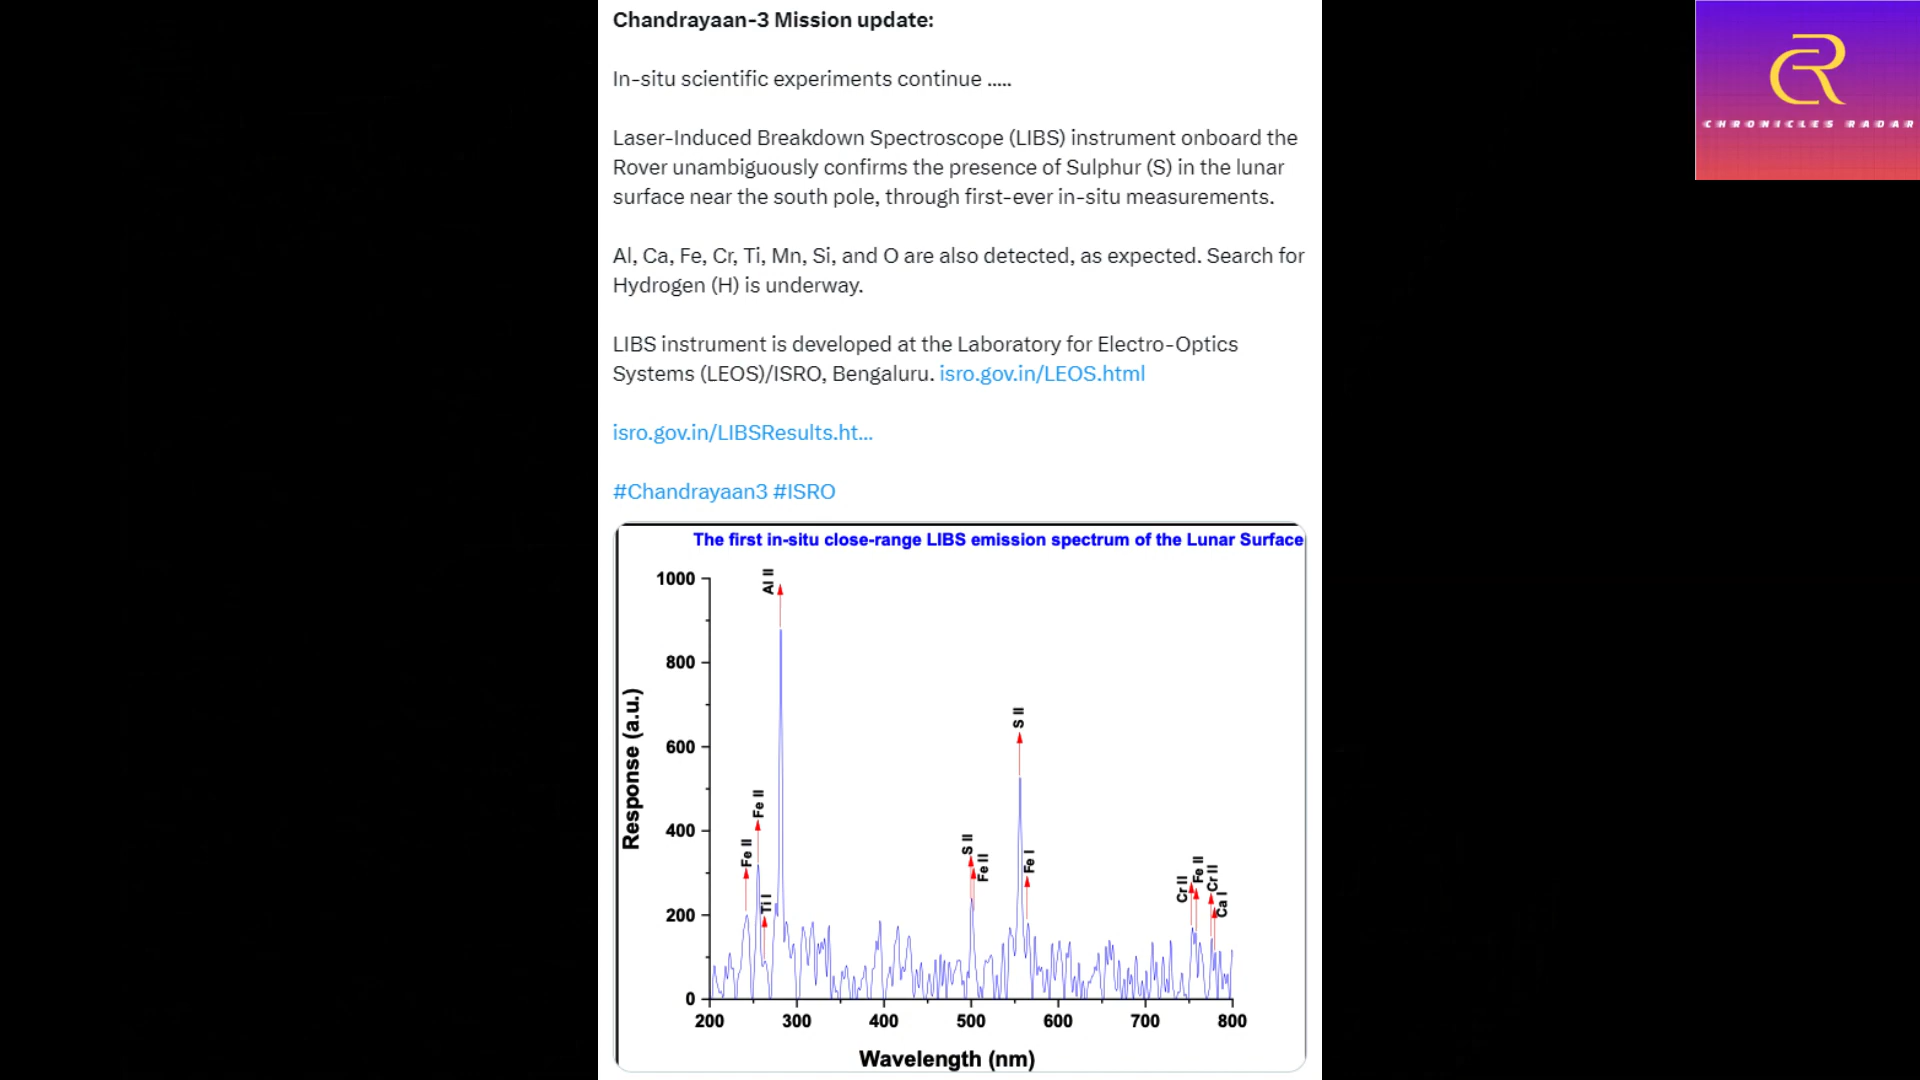 Chandrayaan-3 Mission update:
In-situ scientific experiments continue .....
Laser-Induced Breakdown Spectroscope (LIBS) instrument onboard the
Rover unambiguously confirms the presence of Sulphur (S) in the lunar
surface near the south pole, through first-ever in-situ measurements.
Al, Ca, Fe, Cr, Ti, Mn, Si, and O are also detected, as expected. Search for
Hydrogen (H) is underway.
LIBS instrument is developed at the Laboratory for Electro-Optics
Systems (LEOS)/ISRO, Bengaluru. isro.gov.in/LEOS.html
isro.gov.in/LIBSResults.ht...
#Chandrayaan3 #ISRO
The first in-situ close-range LIBS emission spectrum of the Lunar Surface
Response (a.u.)
1000
800
600
400
200
0
Fe II
Fe II
Ti I
Al II
S II
Fe II
S II
Fe I
Cr II
Fe II
Cr II
Ca I
200 300 400 500 600 700 800
Wavelength (nm)
CR
CHRONICLES RADAR